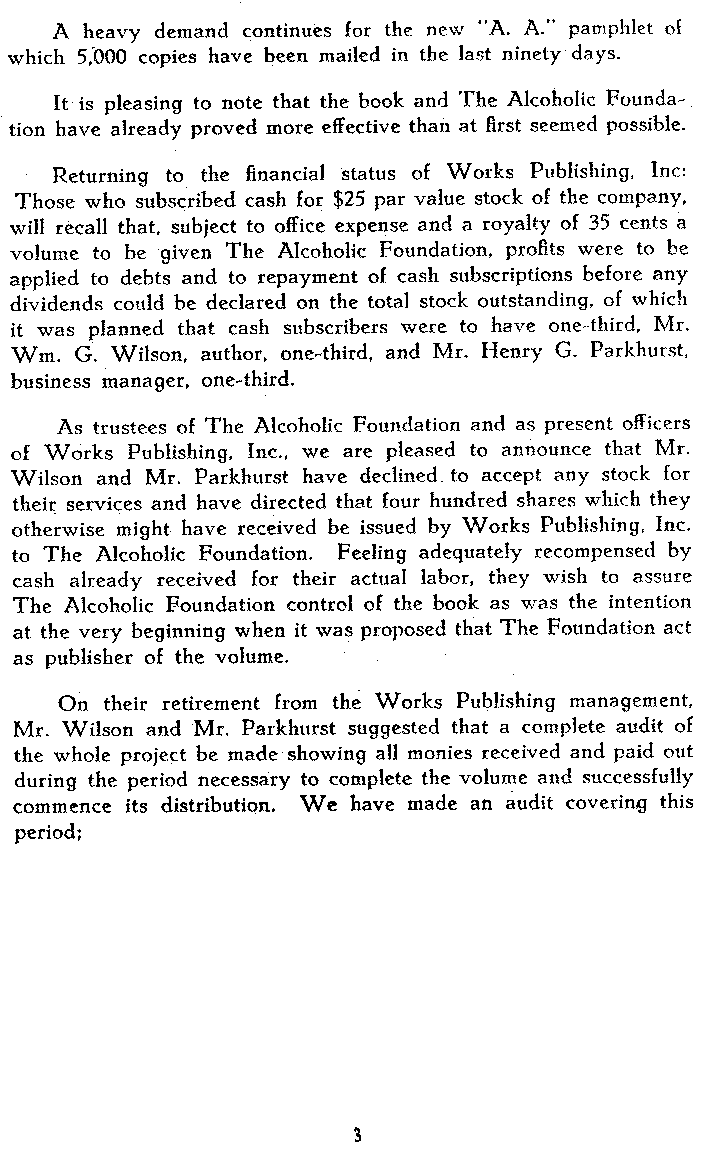 A heavy demand continues for the new "A. A." pamphlet of
which 5,000 copies have been mailed in the last ninety days.
It is pleasing to note that the book and The Alcoholic Founda-
tion have already proved more effective than at first seemed possible.
Returning to the financial status of Works Publishing, Inc:
Those who subscribed cash for $25 par value stock of the company,
will recall that, subject to office expense and a royalty of 35 cents a
volume to be given The Alcoholic Foundation, profits were to be
applied to debts and to repayment of cash subscriptions before any
dividends could be declared on the total stock outstanding, of which
it was planned that cash subscribers were to have one-third, Mr.
Wm. G. Wilson, author, one-third, and Mr. Henry G. Parkhurst,
business manager, one-third.
As trustees of The Alcoholic Foundation and as present officers
of Works Publishing, Inc., we are pleased to announce that Mr.
Wilson and Mr. Parkhurst have declined to accept any stock for
their services and have directed that four hundred shares which they
otherwise might have received be issued by Works Publishing, Inc.
to The Alcoholic Foundation. Feeling adequately recompensed by
cash already received for their actual labor, they wish to assure
The Alcoholic Foundation control of the book as was the intention
at the very beginning when it was proposed that The Foundation act
as publisher of the volume.
On their retirement from the Works Publishing management,
Mr. Wilson and Mr. Parkhurst suggested that a complete audit of
the whole project be made showing all monies received and paid out
during the period necessary to complete the volume and successfully
commence its distribution. We have made an audit covering this
period;
3